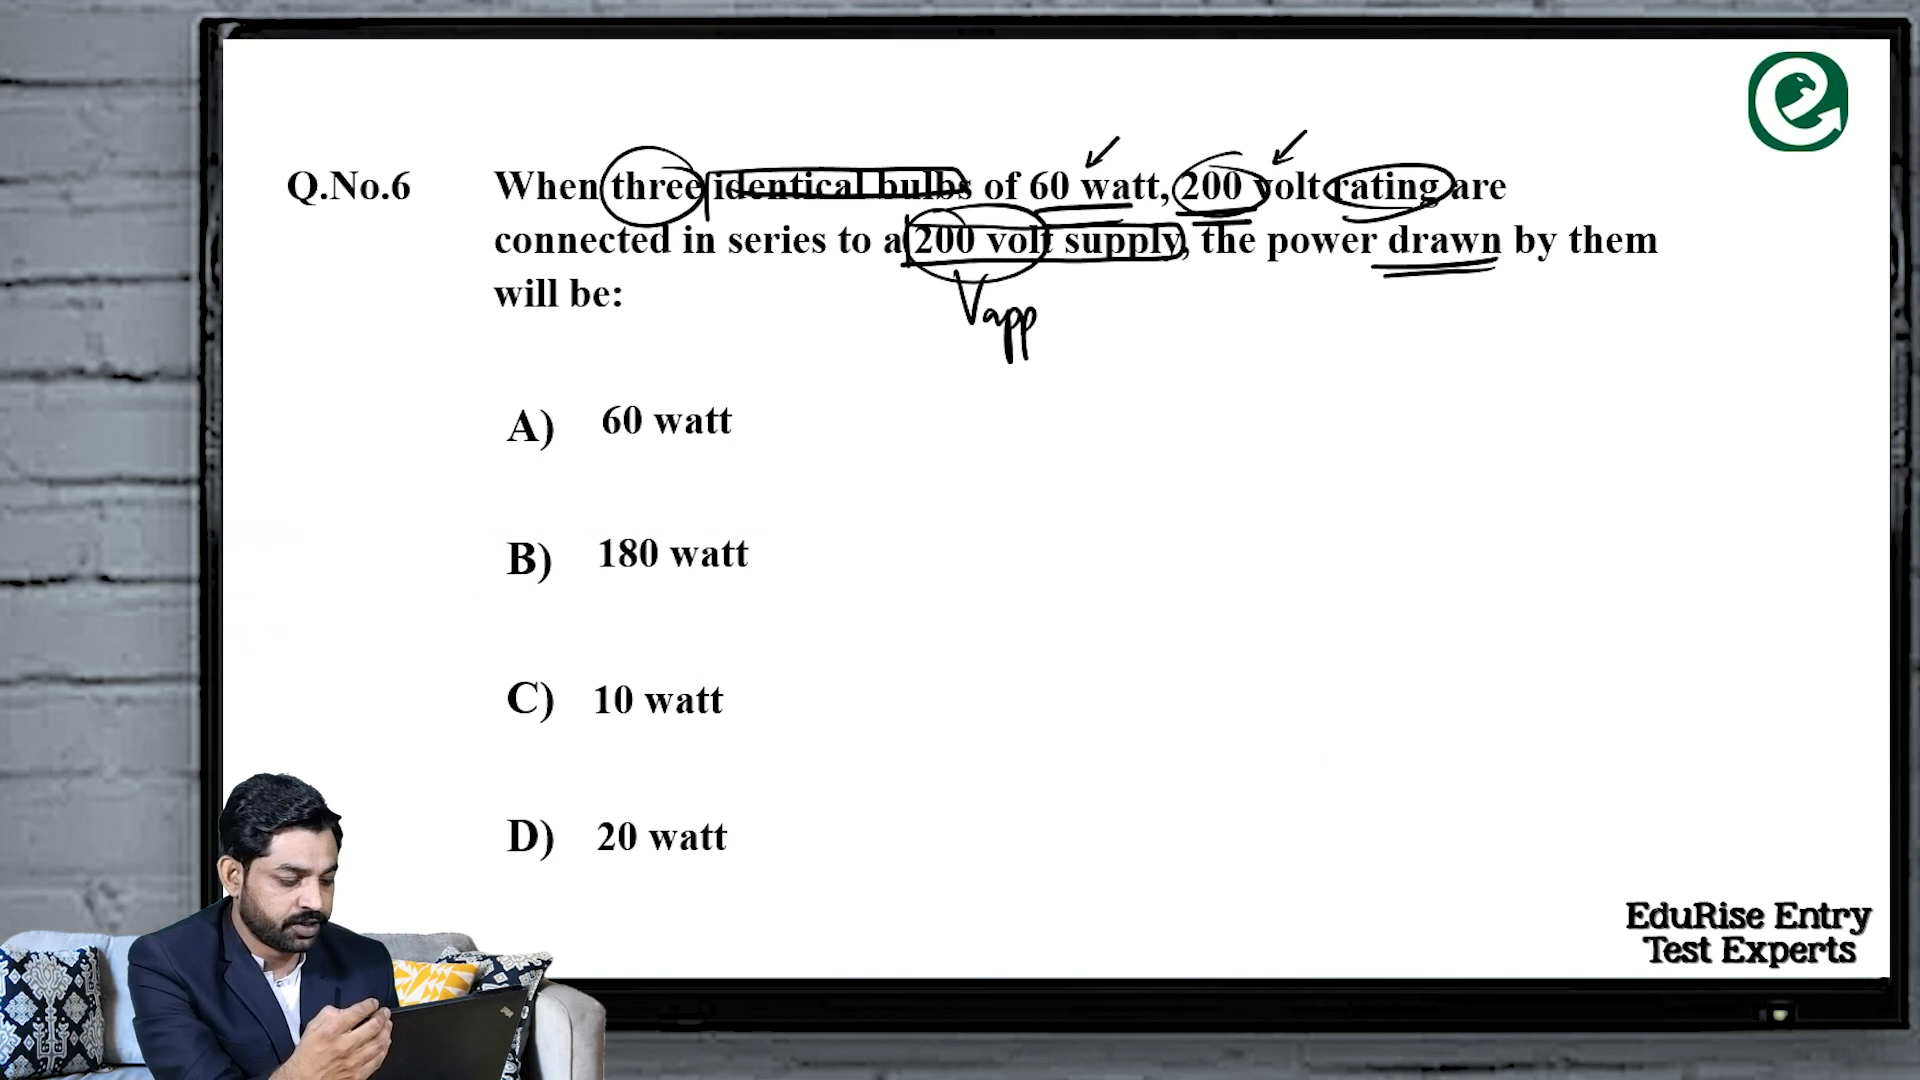 Q.No.6 When three identical bulbs of 60 watt, 200 volt rating are
connected in series to a 200 volt supply, the power drawn by them
will be:
Vapp
A) 60 watt
B) 180 watt
C) 10 watt
D) 20 watt
EduRise Entry
Test Experts